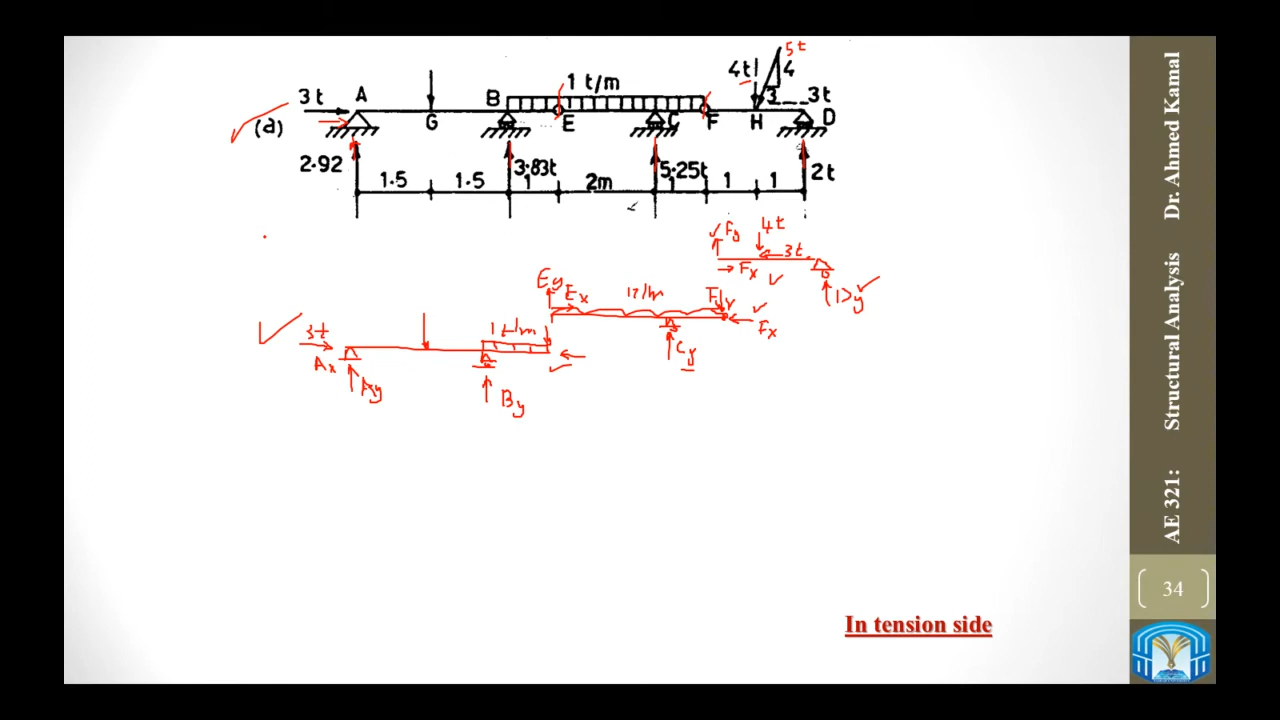 5t
4t
4
1 t/m
3t
A
B
3
3t
(a)
G
E
C
F
H
D
2.92
3.83t
5.25t
2t
1.5
1.5
1
2m
1
1
1
Fy
4t
3t
Fx
Dy
Ey
Ex
1t/m
Fy
Fx
Cy
3t
1 t/m
Ax
Ay
By
In tension side
AE 321: Structural Analysis Dr. Ahmed Kamal
34